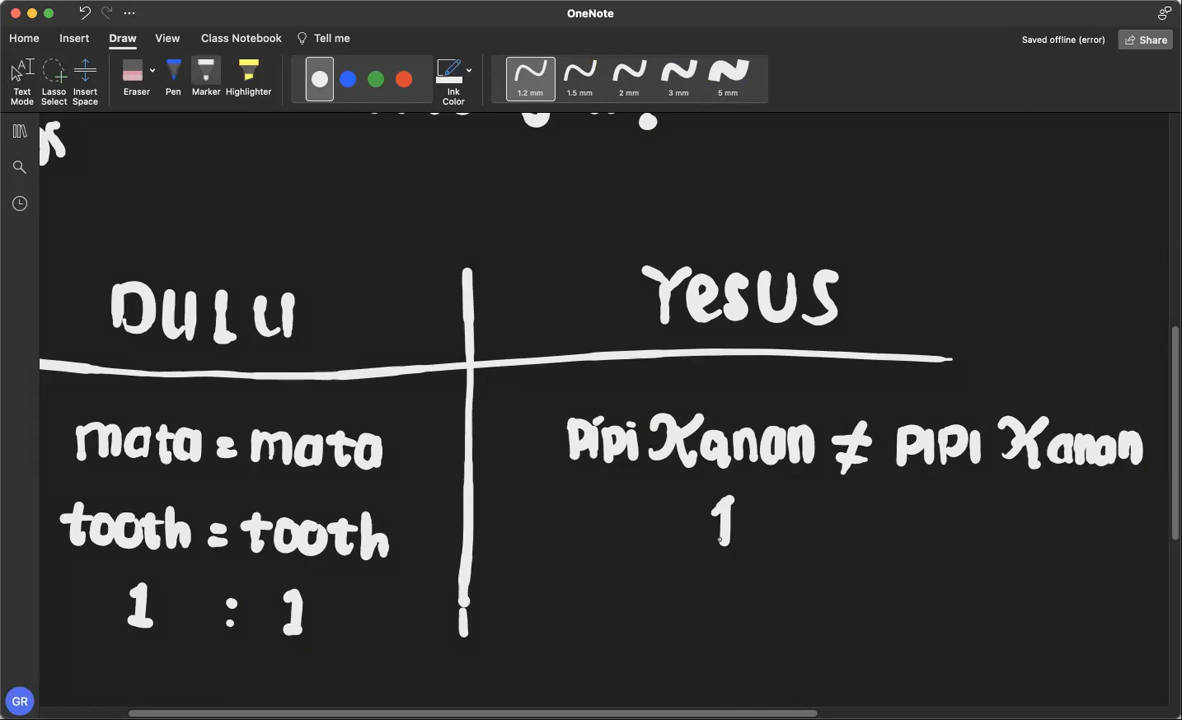 OneNote
Home Insert Draw View Class Notebook Tell me
Saved offline (error) Share
Text Mode
Lasso Select
Insert Space
Eraser
Pen
Marker
Highlighter
Ink Color
1.2 mm
1.5 mm
2 mm
3 mm
5 mm
DULU
Yesus
mata = mata
pipi Kanan ≠ PIPI Kanan
tooth = tooth
1
1 : 1
GR